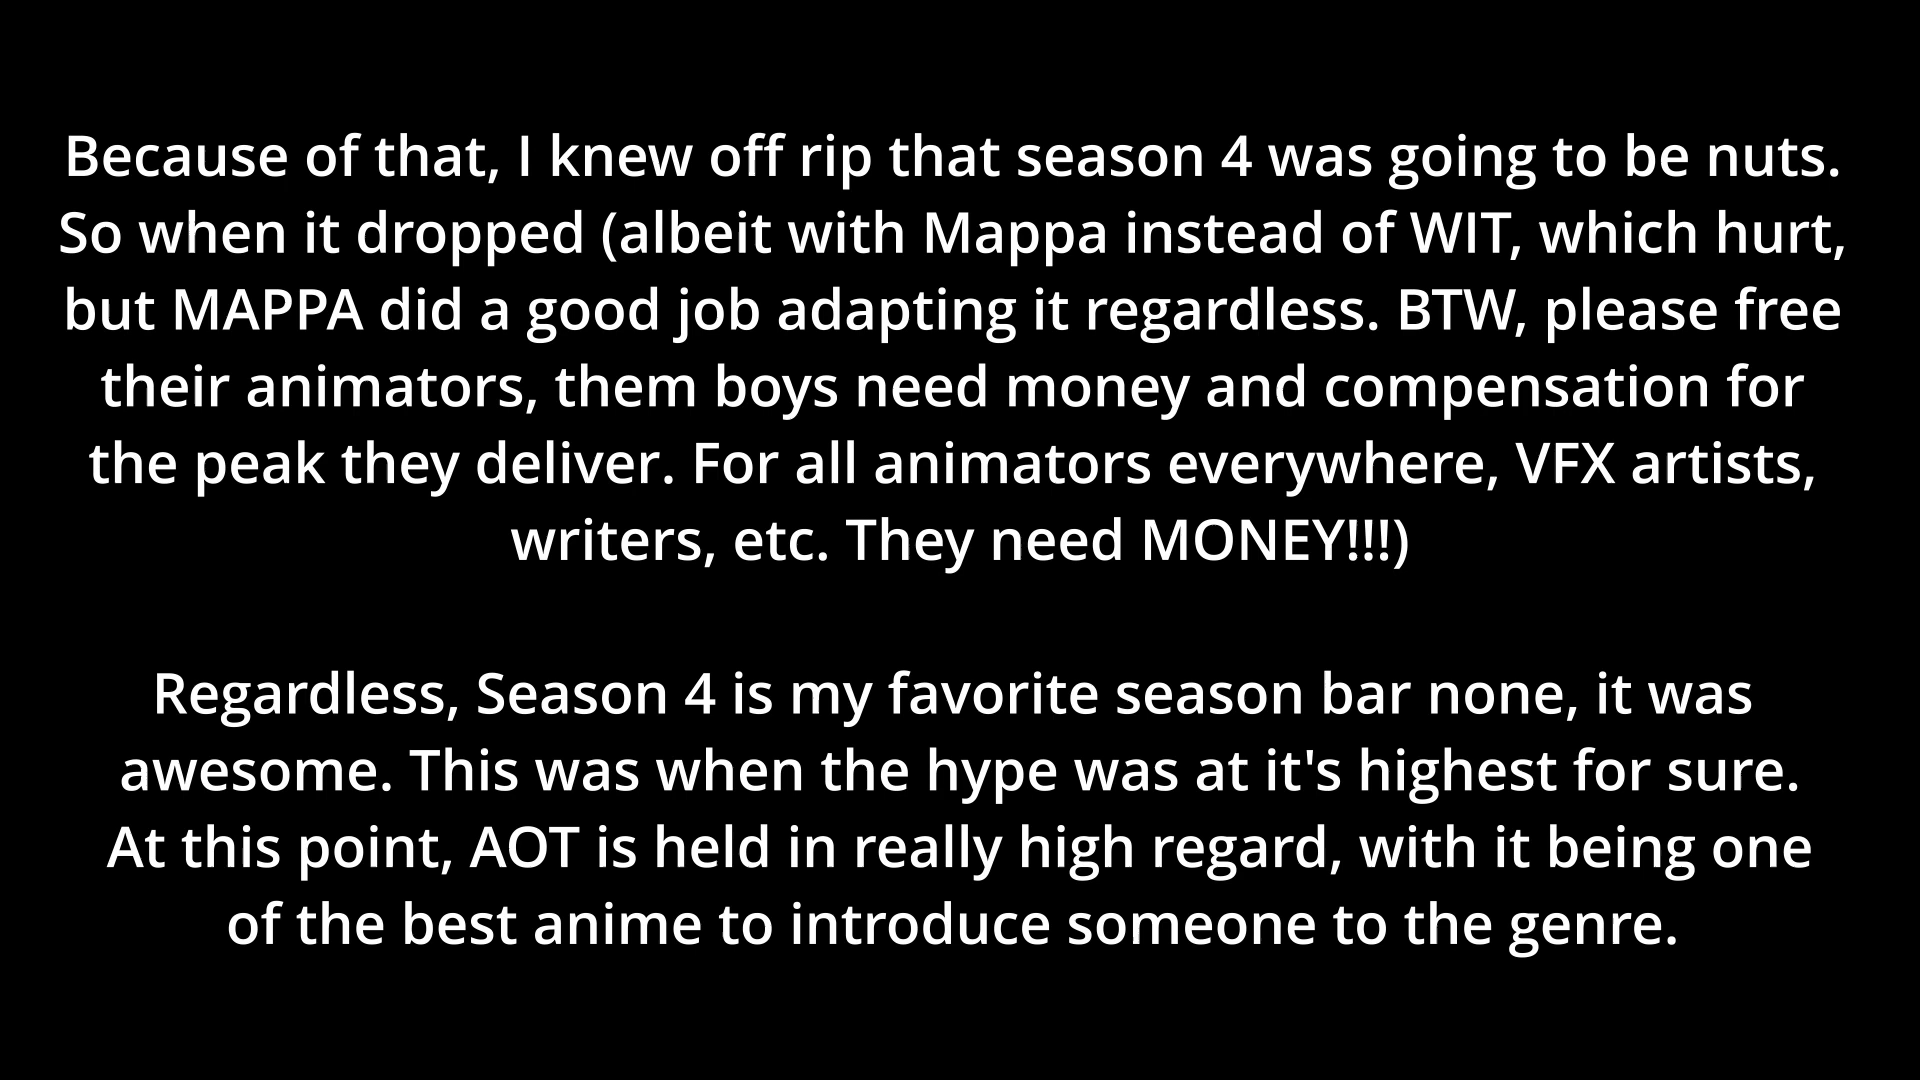 Because of that, I knew off rip that season 4 was going to be nuts.
So when it dropped (albeit with Mappa instead of WIT, which hurt,
but MAPPA did a good job adapting it regardless. BTW, please free
their animators, them boys need money and compensation for
the peak they deliver. For all animators everywhere, VFX artists,
writers, etc. They need MONEY!!!)
Regardless, Season 4 is my favorite season bar none, it was
awesome. This was when the hype was at it's highest for sure.
At this point, AOT is held in really high regard, with it being one
of the best anime to introduce someone to the genre.